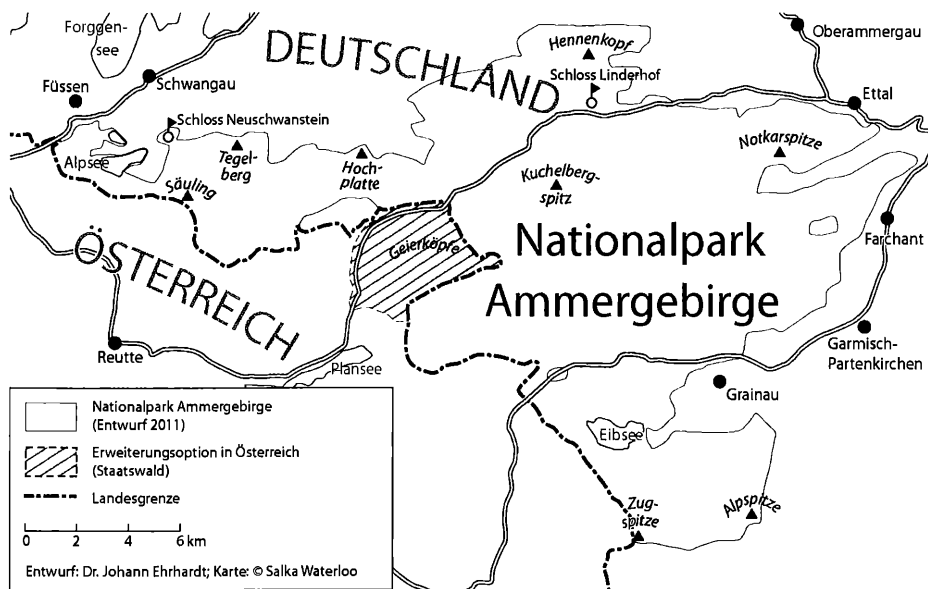 Forggen-
see
DEUTSCHLAND
Hennenkopf
Oberammergau
Schloss Linderhof
Füssen
Schwangau
Ettal
Schloss Neuschwanstein
Alpsee
Tegel-
berg
Hoch-
platte
Notkarspitze
Säuling
Kuchelberg-
spitz
Farchant
Geierköpfe
Nationalpark
Ammergebirge
ÖSTERREICH
Reutte
Plansee
Garmisch-
Partenkirchen
Grainau
Eibsee
Zug-
spitze
Alpspitze
Nationalpark Ammergebirge
(Entwurf 2011)
Erweiterungsoption in Österreich
(Staatswald)
Landesgrenze
0 2 4 6 km
Entwurf: Dr. Johann Ehrhardt; Karte: © Salka Waterloo